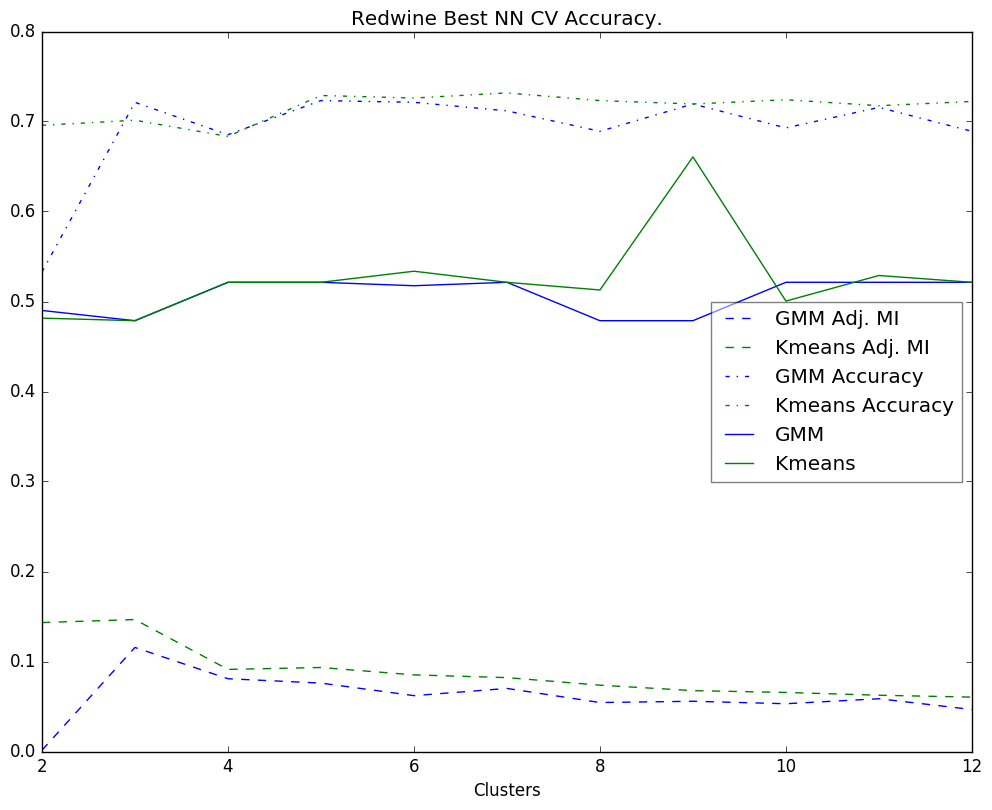 Redwine Best NN CV Accuracy.
0.8
0.7
0.6
0.5
0.4
0.3
0.2
0.1
0.0
GMM Adj. MI
Kmeans Adj. MI
GMM Accuracy
Kmeans Accuracy
GMM
Kmeans
2 4 6 8 10 12
Clusters